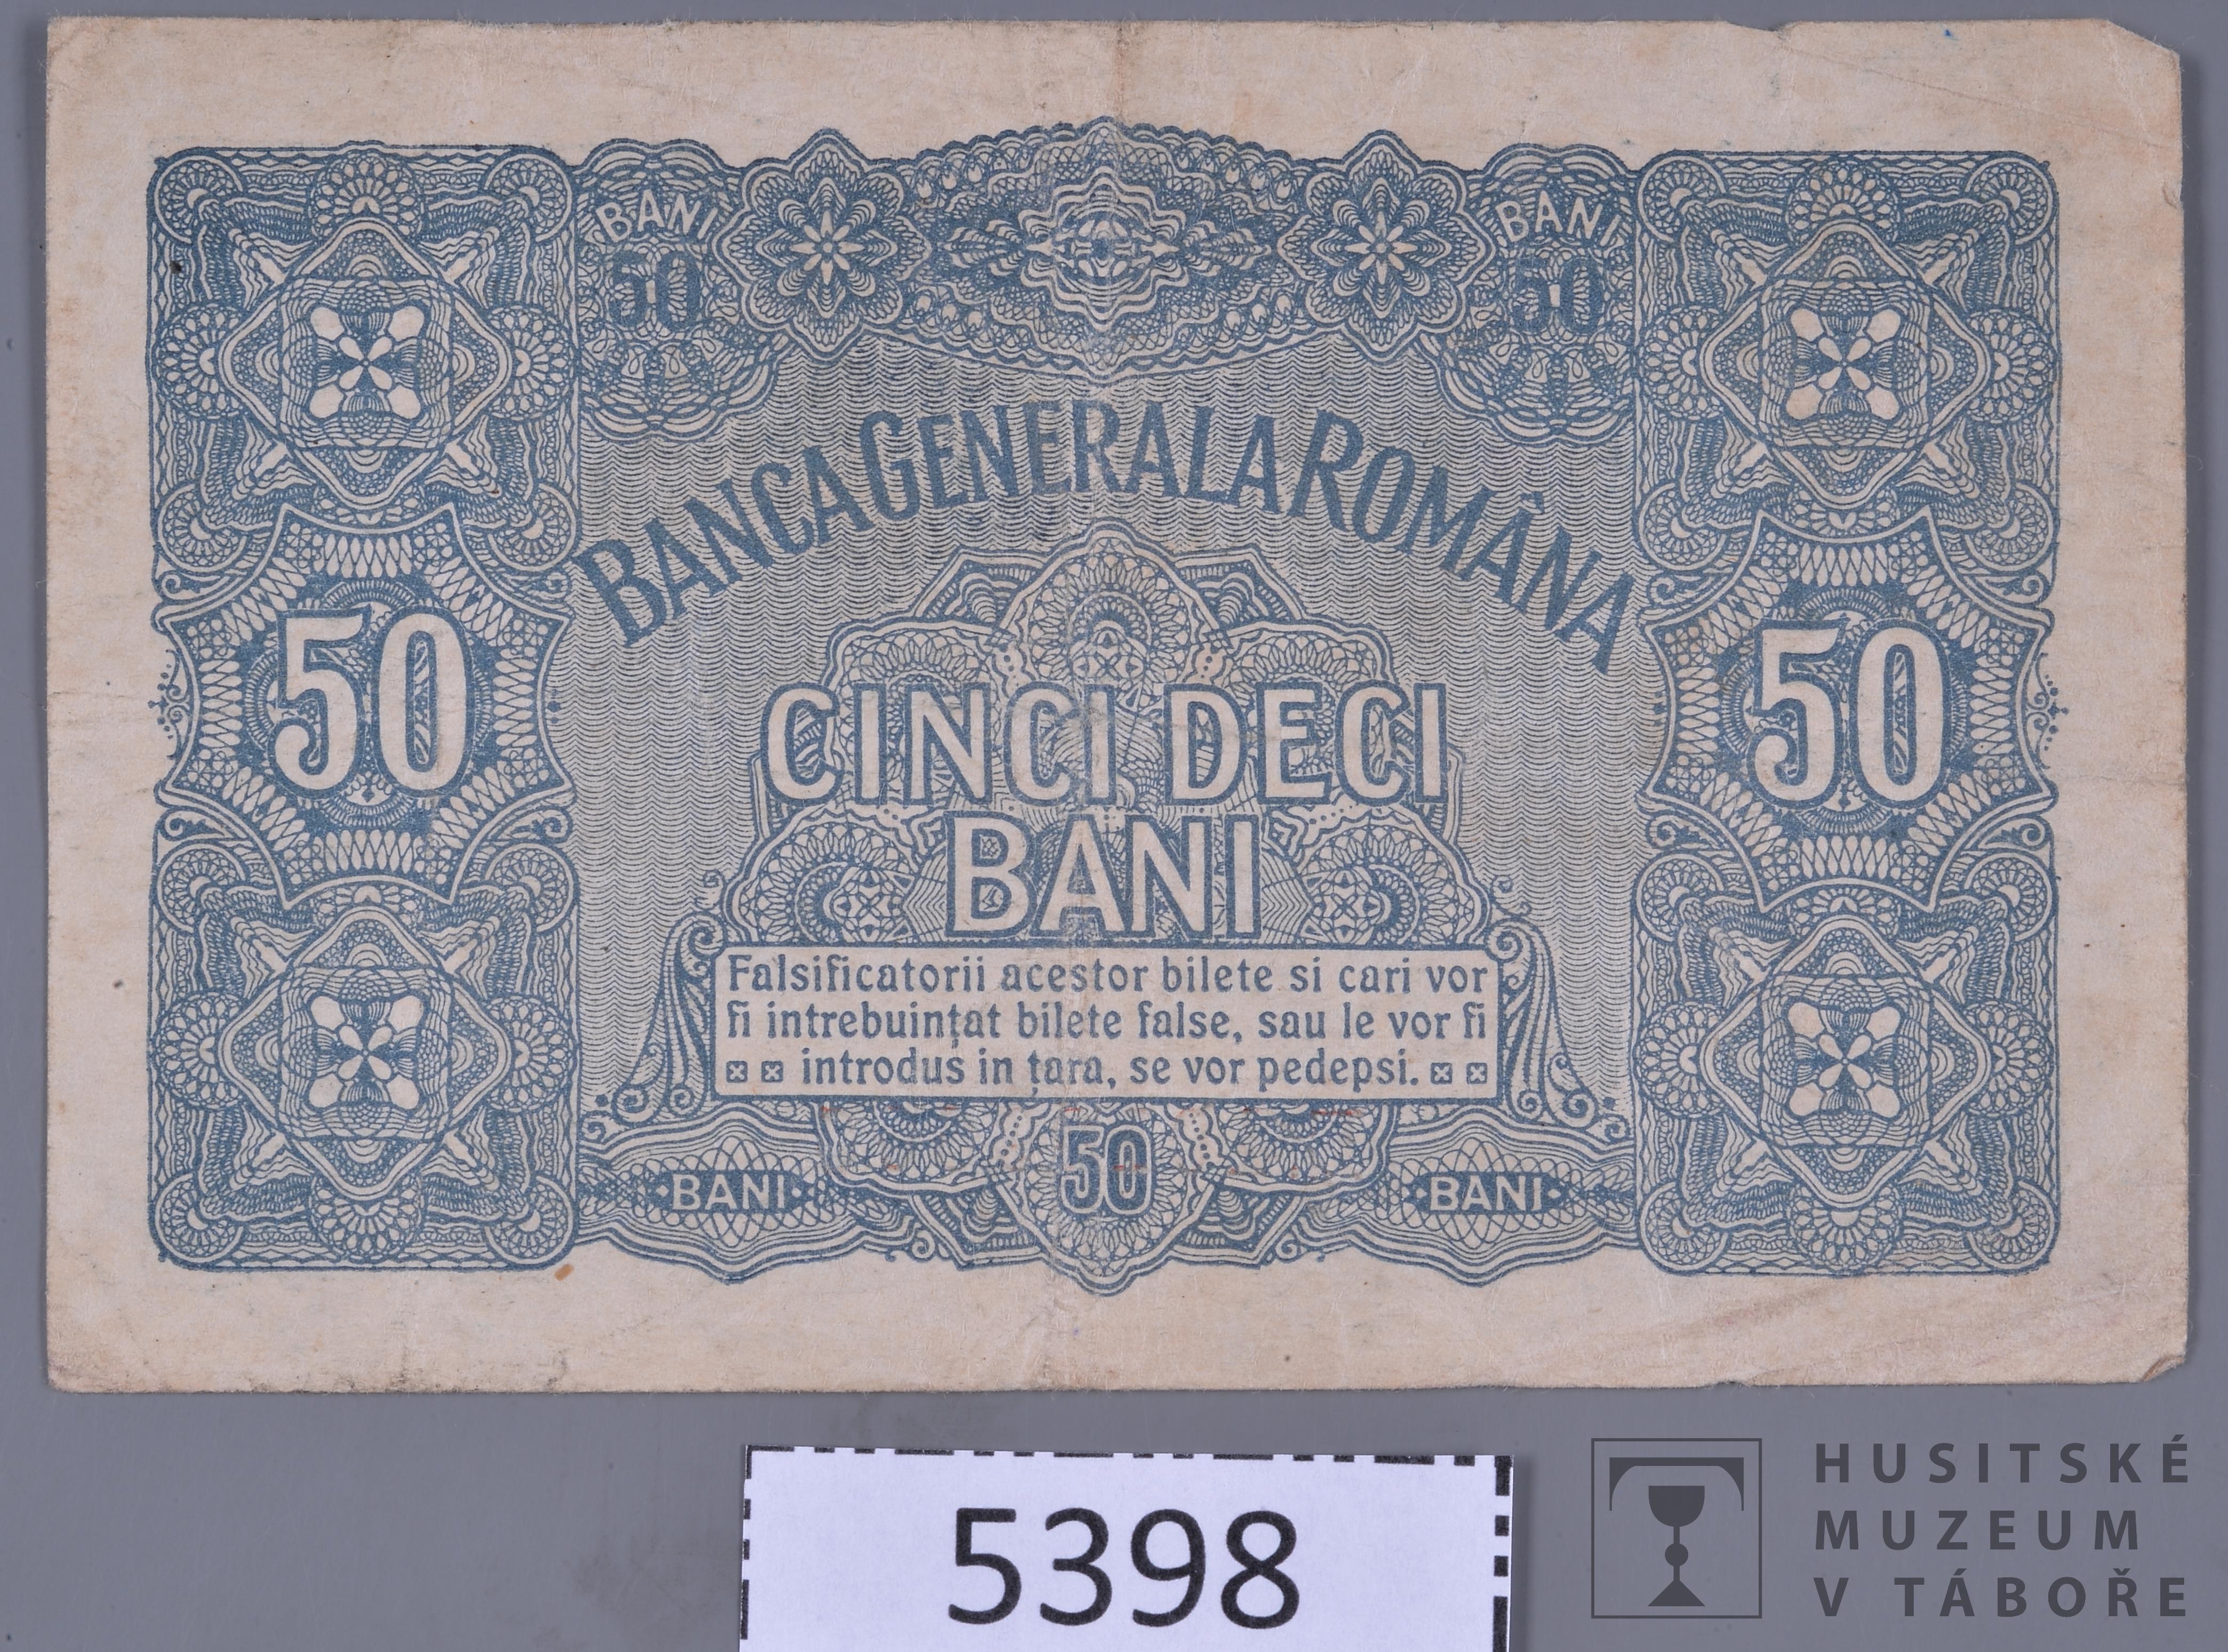 BANI
50
BANI
50
BANCA GENERALA ROMÂNA
50
50
CINCI DECI
BANI
Falsificatorii acestor bilete si cari vor
fi intrebuințat bilete false, sau le vor fi
introdus in țara, se vor pedepsi.
BANI
50
BANI
5398
HUSITSKÉ
MUZEUM
V TÁBOŘE